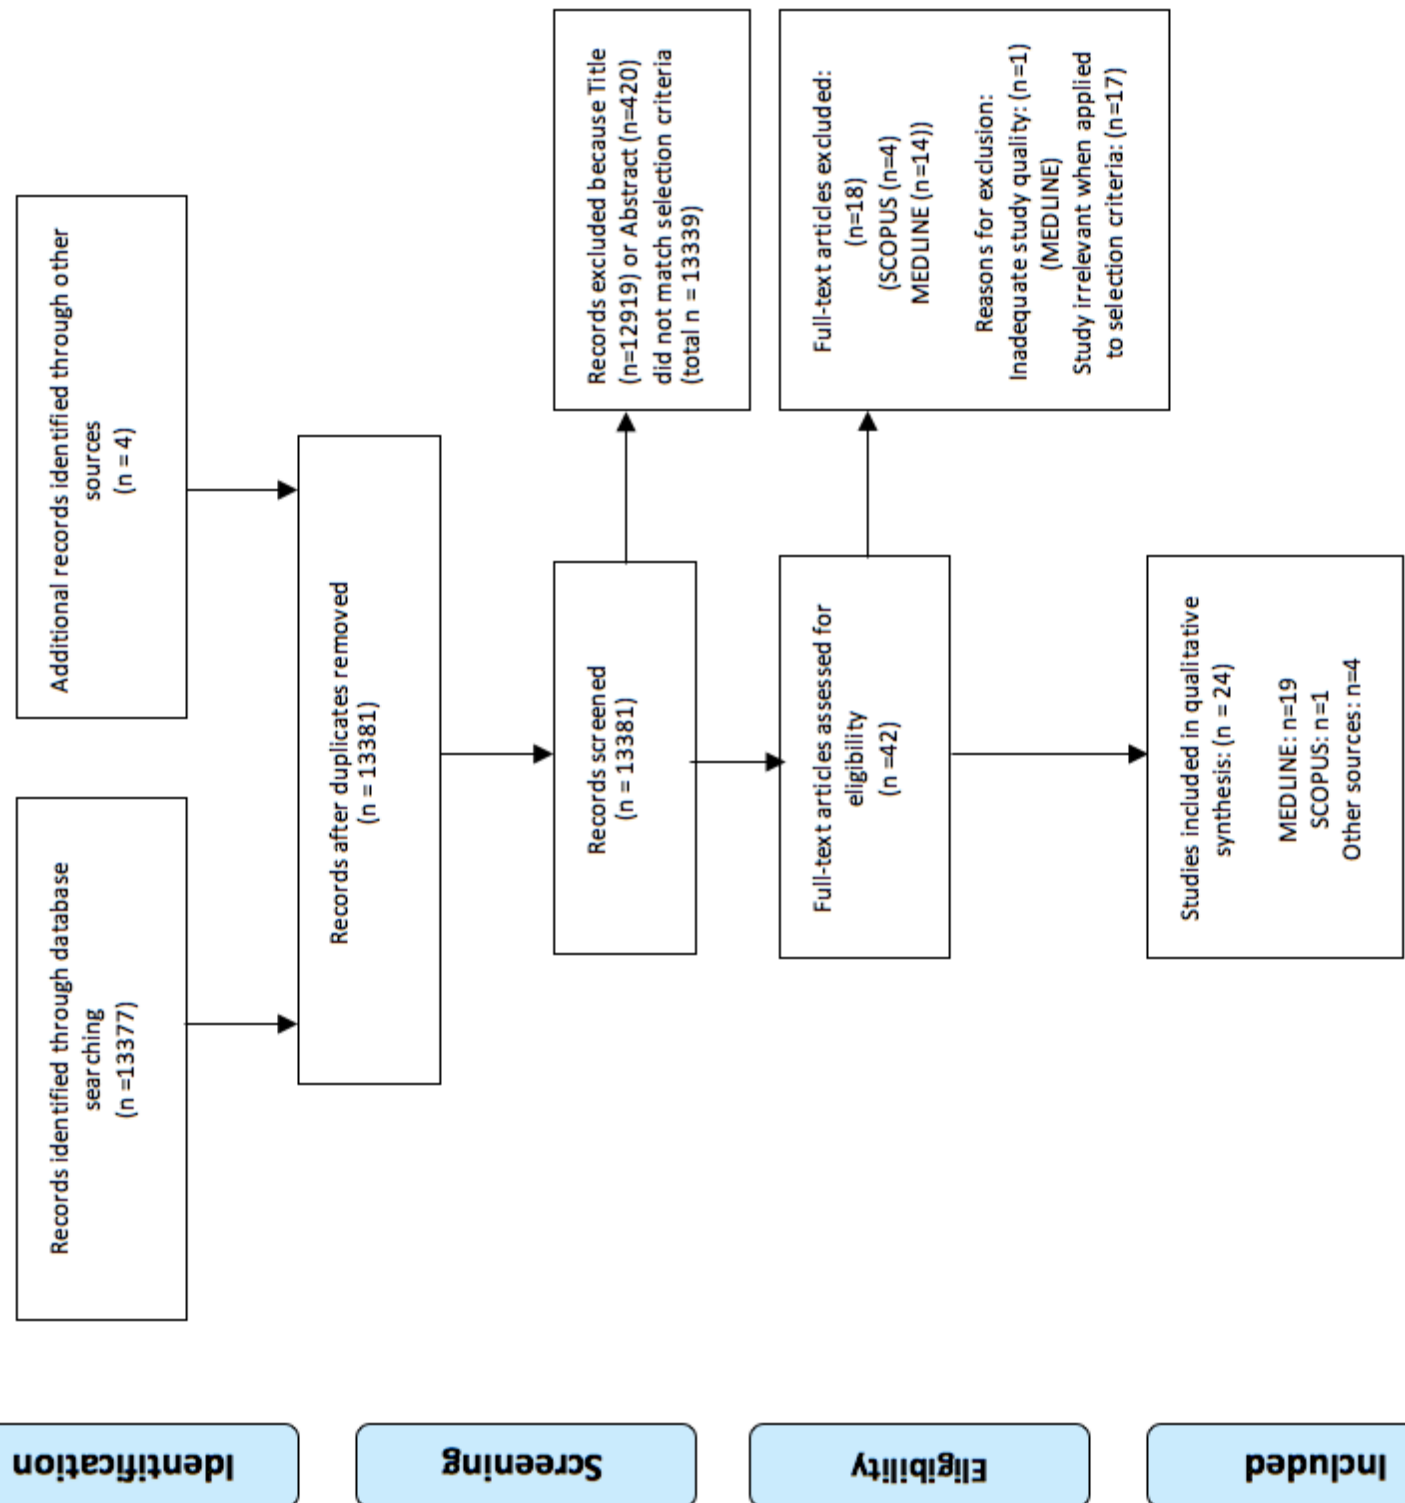 Identification
Records identified through database
searching
(n =13377)
Additional records identified through other
sources
(n = 4)
Records after duplicates removed
(n = 13381)
Screening
Records screened
(n = 13381)
Records excluded because Title
(n=12919) or Abstract (n=420)
did not match selection criteria
(total n = 13339)
Eligibility
Full-text articles assessed for
eligibility
(n =42)
Full-text articles excluded:
(n=18)
(SCOPUS (n=4)
MEDLINE (n=14))
Reasons for exclusion:
Inadequate study quality: (n=1)
(MEDLINE)
Study irrelevant when applied
to selection criteria: (n=17)
Included
Studies included in qualitative
synthesis: (n = 24)
MEDLINE: n=19
SCOPUS: n=1
Other sources: n=4